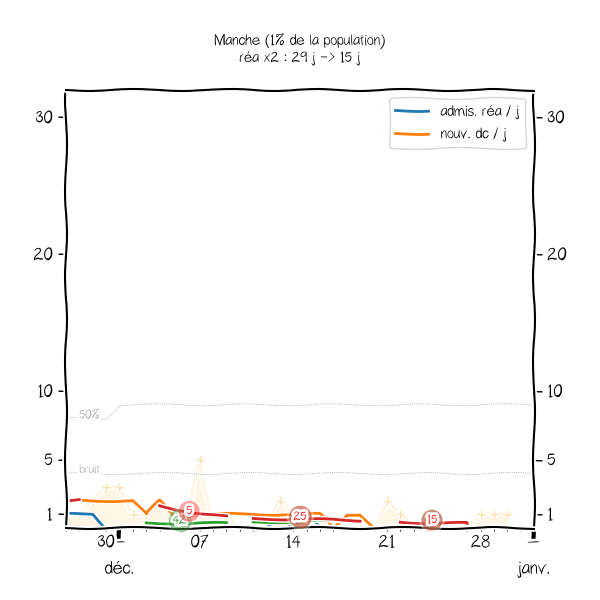 Manche (1% de la population)
réa x2 : 29 j -> 15 j
admis. réa / j
nouv. dc / j
30
30
20
20
10
10
50%
5
5
bruit
1
1
5
25
15
30
07
14
21
28
déc.
janv.